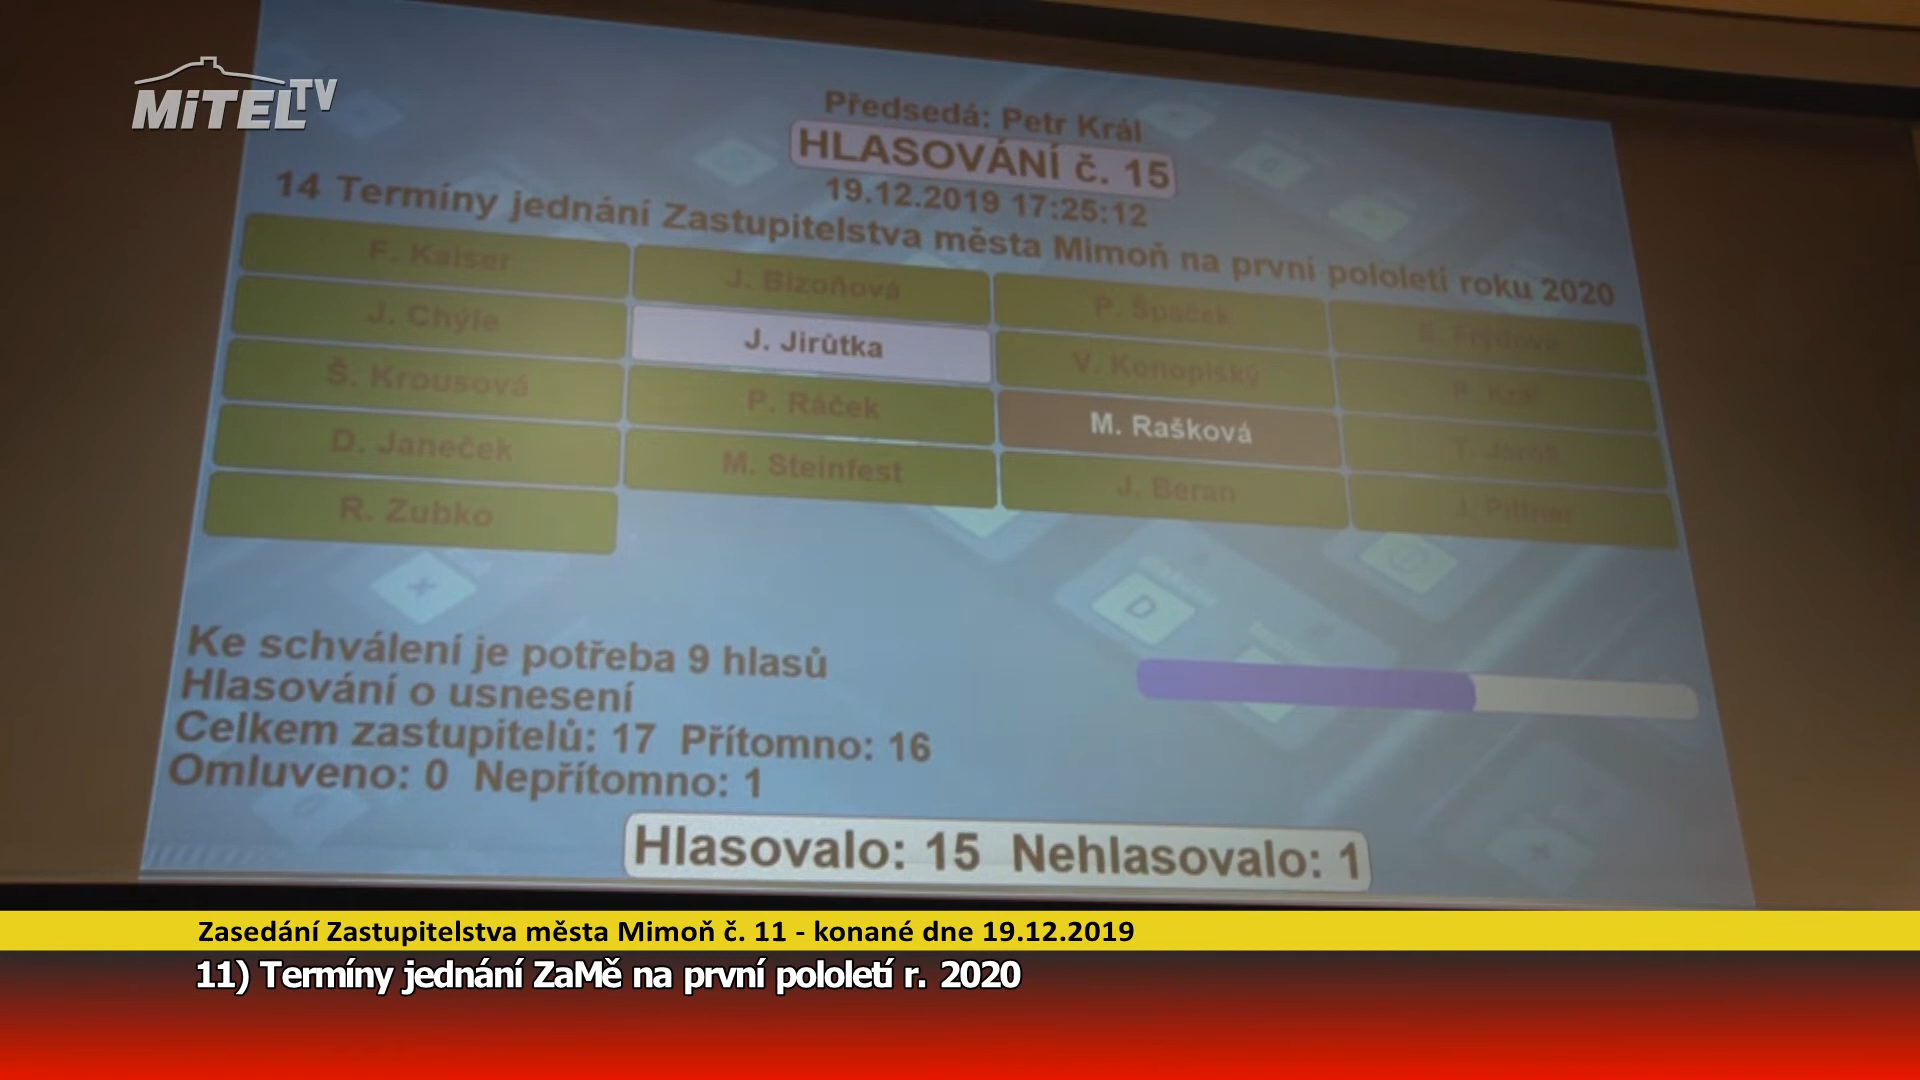 MiTEL TV
Předsedá: Petr Král
HLASOVÁNÍ č. 15
19.12.2019 17:25:12
14 Termíny jednání Zastupitelstva města Mimoň na první pololetí roku 2020
F. Kaiser J. Bizoňová P. Špaček E. Frýdová
J. Chýle J. Jirůtka V. Konopiský P. Král
Š. Krousová P. Ráček M. Rašková
D. Janeček M. Steinfest J. Beran J. Pittner
R. Zubko
Ke schválení je potřeba 9 hlasů
Hlasování o usnesení
Celkem zastupitelů: 17 Přítomno: 16
Omluveno: 0 Nepřítomno: 1
Hlasovalo: 15 Nehlasovalo: 1
Zasedání Zastupitelstva města Mimoň č. 11 - konané dne 19.12.2019
11) Termíny jednání ZaMě na první pololetí r. 2020